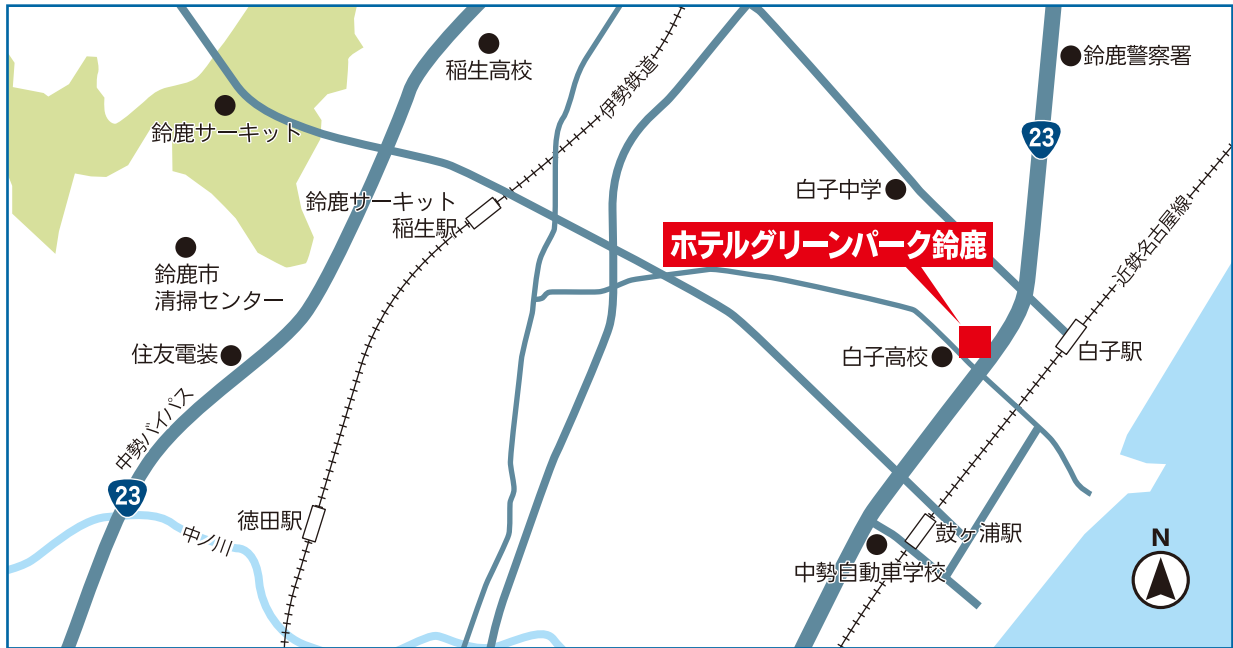 稲生高校
鈴鹿警察署
伊勢鉄道
鈴鹿サーキット
23
白子中学
鈴鹿サーキット
稲生駅
近鉄名古屋線
ホテルグリーンパーク鈴鹿
鈴鹿市
清掃センター
住友電装
白子高校
白子駅
中勢バイパス
23
徳田駅
中ノ川
鼓ヶ浦駅
中勢自動車学校
N